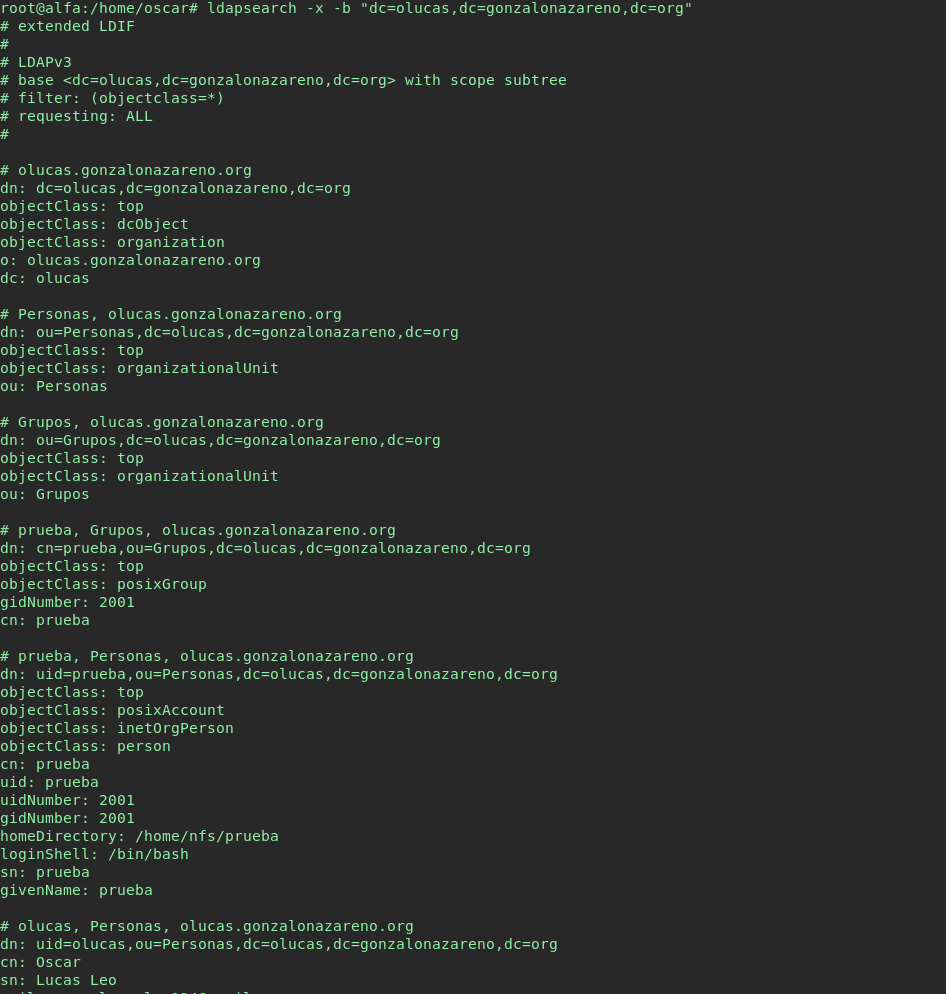 root@alfa:/home/oscar# ldapsearch -x -b "dc=olucas,dc=gonzalonazareno,dc=org"
# extended LDIF
#
# LDAPv3
# base <dc=olucas,dc=gonzalonazareno,dc=org> with scope subtree
# filter: (objectclass=*)
# requesting: ALL
#

# olucas.gonzalonazareno.org
dn: dc=olucas,dc=gonzalonazareno,dc=org
objectClass: top
objectClass: dcObject
objectClass: organization
o: olucas.gonzalonazareno.org
dc: olucas

# Personas, olucas.gonzalonazareno.org
dn: ou=Personas,dc=olucas,dc=gonzalonazareno,dc=org
objectClass: top
objectClass: organizationalUnit
ou: Personas

# Grupos, olucas.gonzalonazareno.org
dn: ou=Grupos,dc=olucas,dc=gonzalonazareno,dc=org
objectClass: top
objectClass: organizationalUnit
ou: Grupos

# prueba, Grupos, olucas.gonzalonazareno.org
dn: cn=prueba,ou=Grupos,dc=olucas,dc=gonzalonazareno,dc=org
objectClass: top
objectClass: posixGroup
gidNumber: 2001
cn: prueba

# prueba, Personas, olucas.gonzalonazareno.org
dn: uid=prueba,ou=Personas,dc=olucas,dc=gonzalonazareno,dc=org
objectClass: top
objectClass: posixAccount
objectClass: inetOrgPerson
objectClass: person
cn: prueba
uid: prueba
uidNumber: 2001
gidNumber: 2001
homeDirectory: /home/nfs/prueba
loginShell: /bin/bash
sn: prueba
givenName: prueba

# olucas, Personas, olucas.gonzalonazareno.org
dn: uid=olucas,ou=Personas,dc=olucas,dc=gonzalonazareno,dc=org
cn: Oscar
sn: Lucas Leo